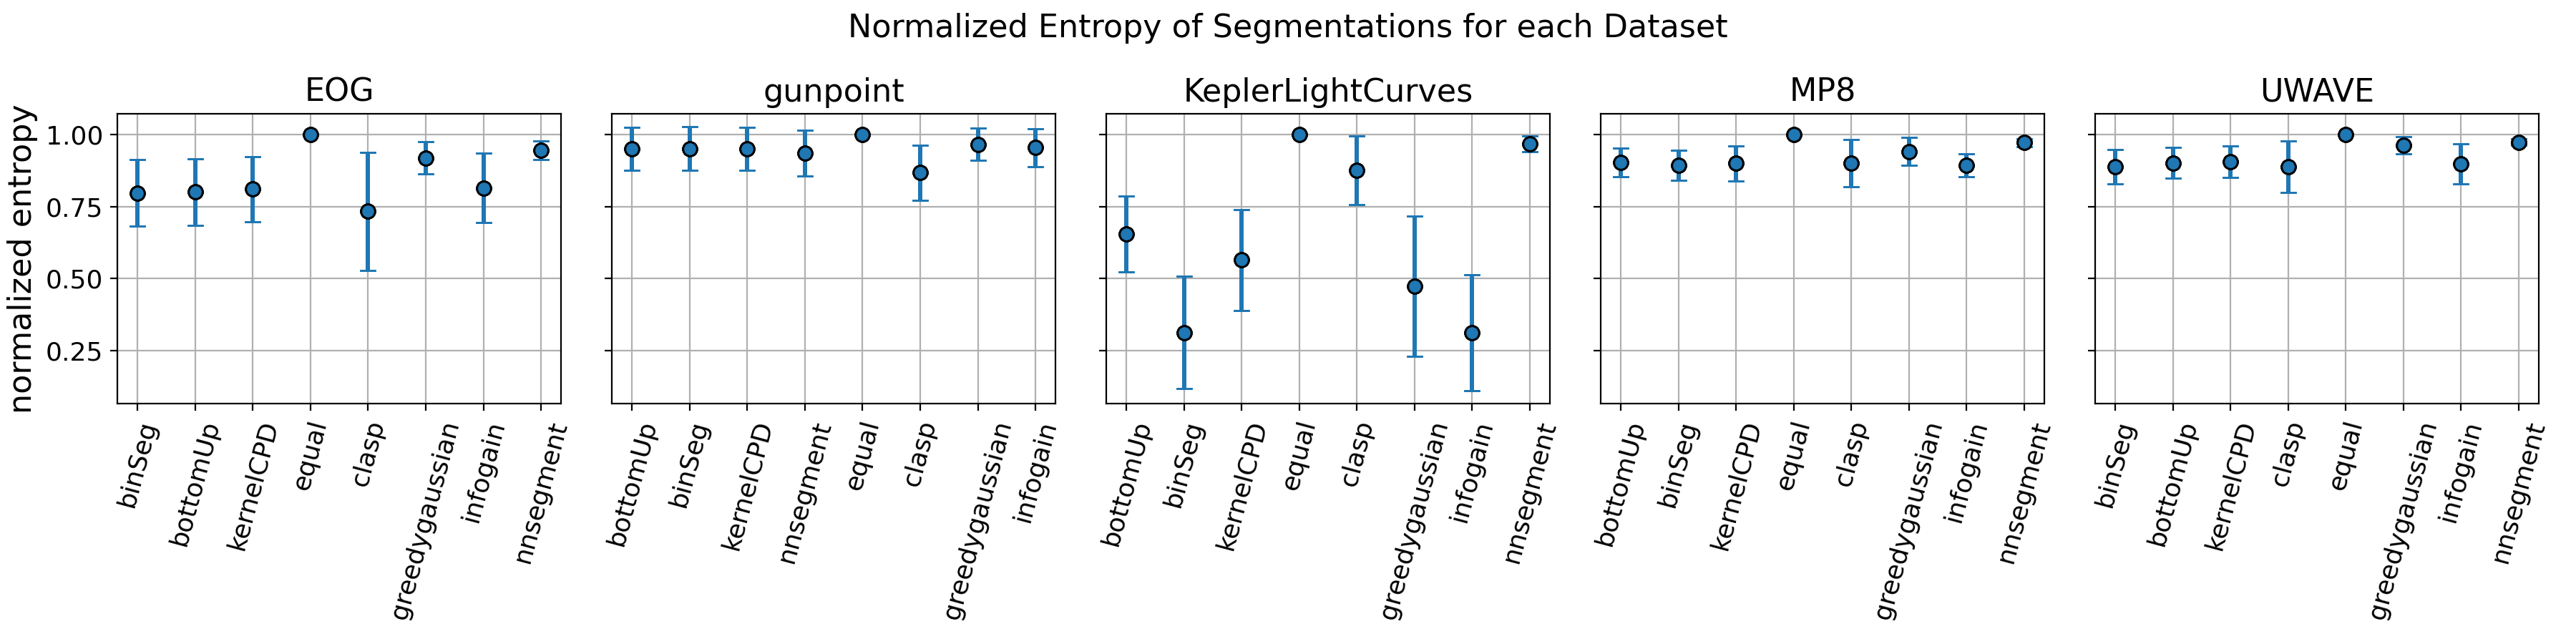 Normalized Entropy of Segmentations for each Dataset
EOG
gunpoint
KeplerLightCurves
MP8
UWAVE
normalized entropy
1.00
0.75
0.50
0.25
binSeg
bottomUp
kernelCPD
equal
clasp
greedygaussian
infogain
nnsegment
bottomUp
binSeg
kernelCPD
nnsegment
equal
clasp
greedygaussian
infogain
bottomUp
binSeg
kernelCPD
equal
clasp
greedygaussian
infogain
nnsegment
bottomUp
binSeg
kernelCPD
equal
clasp
greedygaussian
infogain
nnsegment
binSeg
bottomUp
kernelCPD
clasp
equal
greedygaussian
infogain
nnsegment